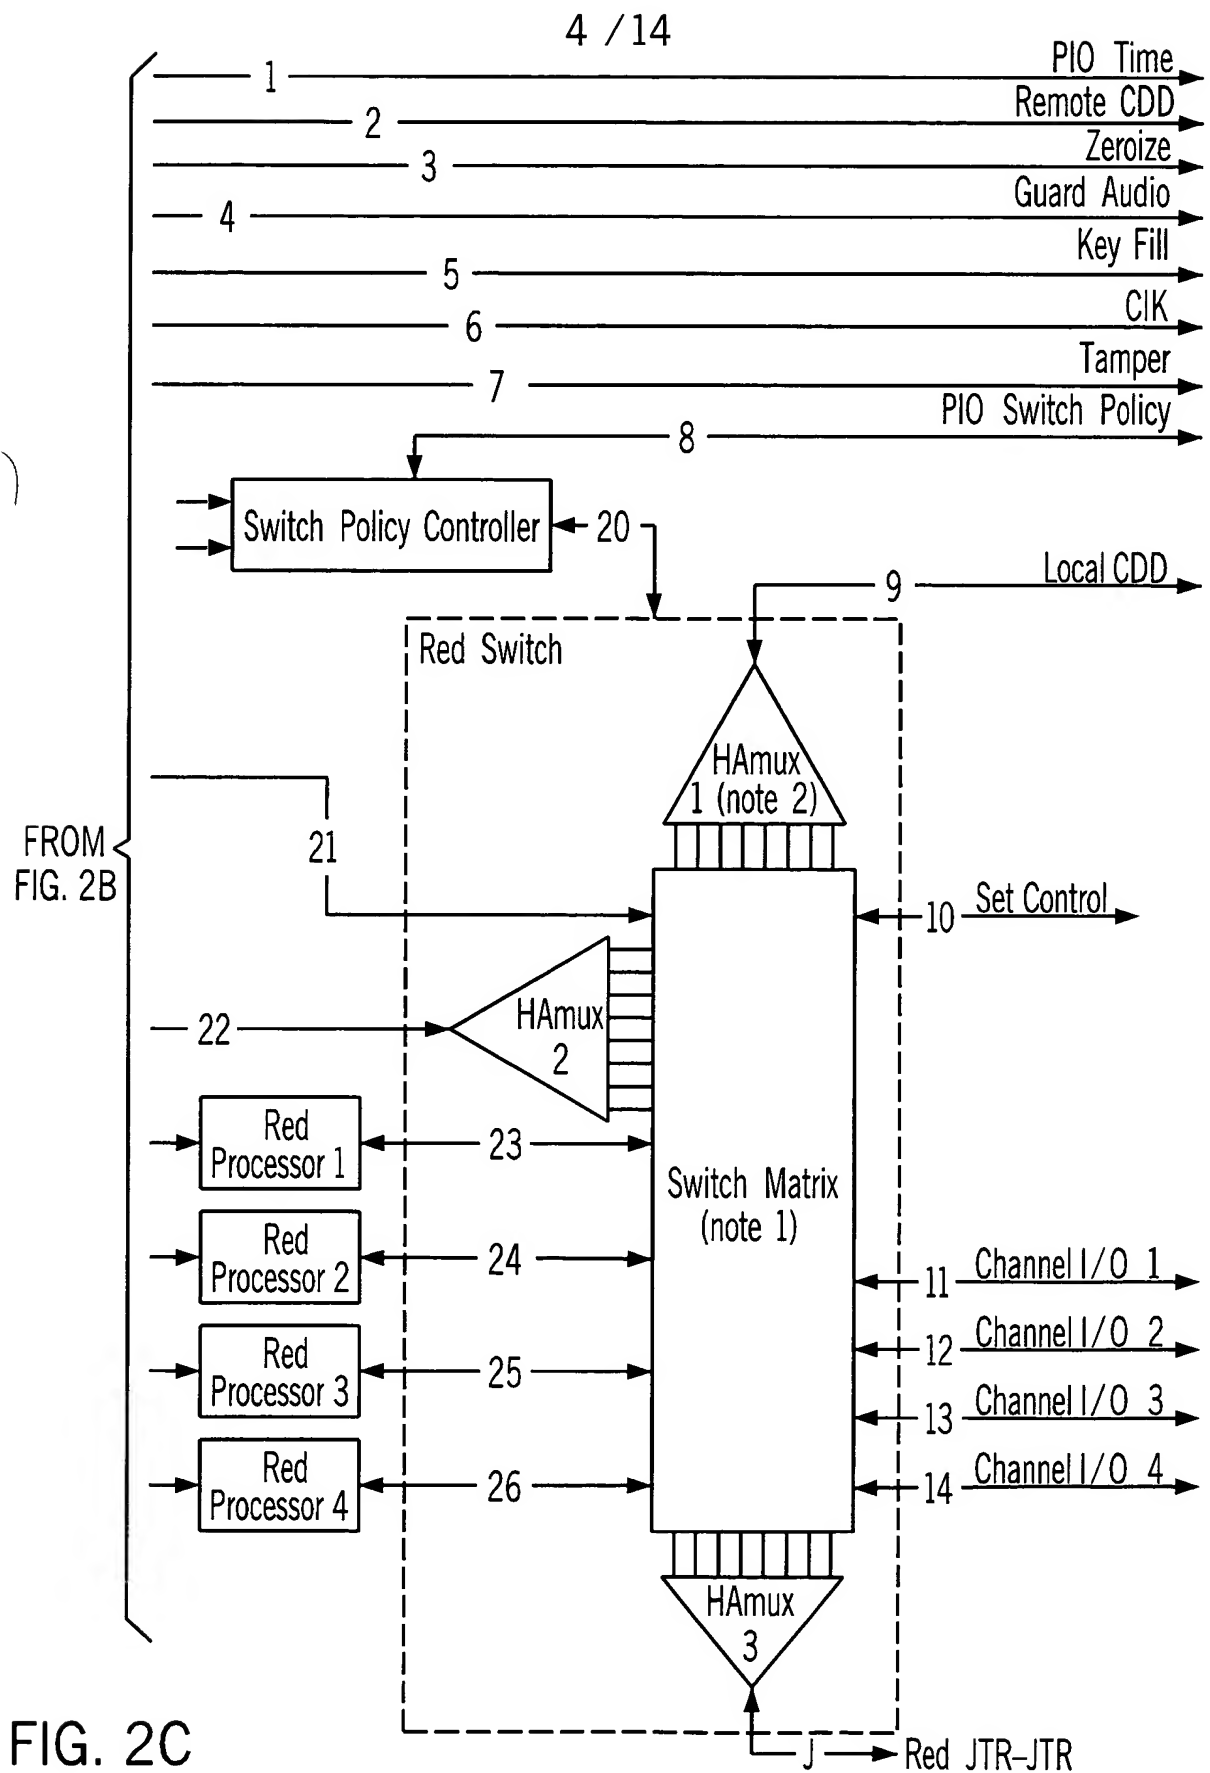 4 /14
PIO Time
1
Remote CDD
2
Zeroize
3
Guard Audio
4
Key Fill
5
CIK
6
Tamper
7
PIO Switch Policy
8
Switch Policy Controller
20
Local CDD
9
Red Switch
HAmux
1 (note 2)
21
FROM
FIG. 2B
10
Set Control
22
HAmux
2
Red
Processor 1
23
Switch Matrix
(note 1)
Red
Processor 2
24
11
Channel I/O 1
12
Channel I/O 2
Red
Processor 3
25
13
Channel I/O 3
Red
Processor 4
26
14
Channel I/O 4
HAmux
3
J
Red JTR–JTR
FIG. 2C